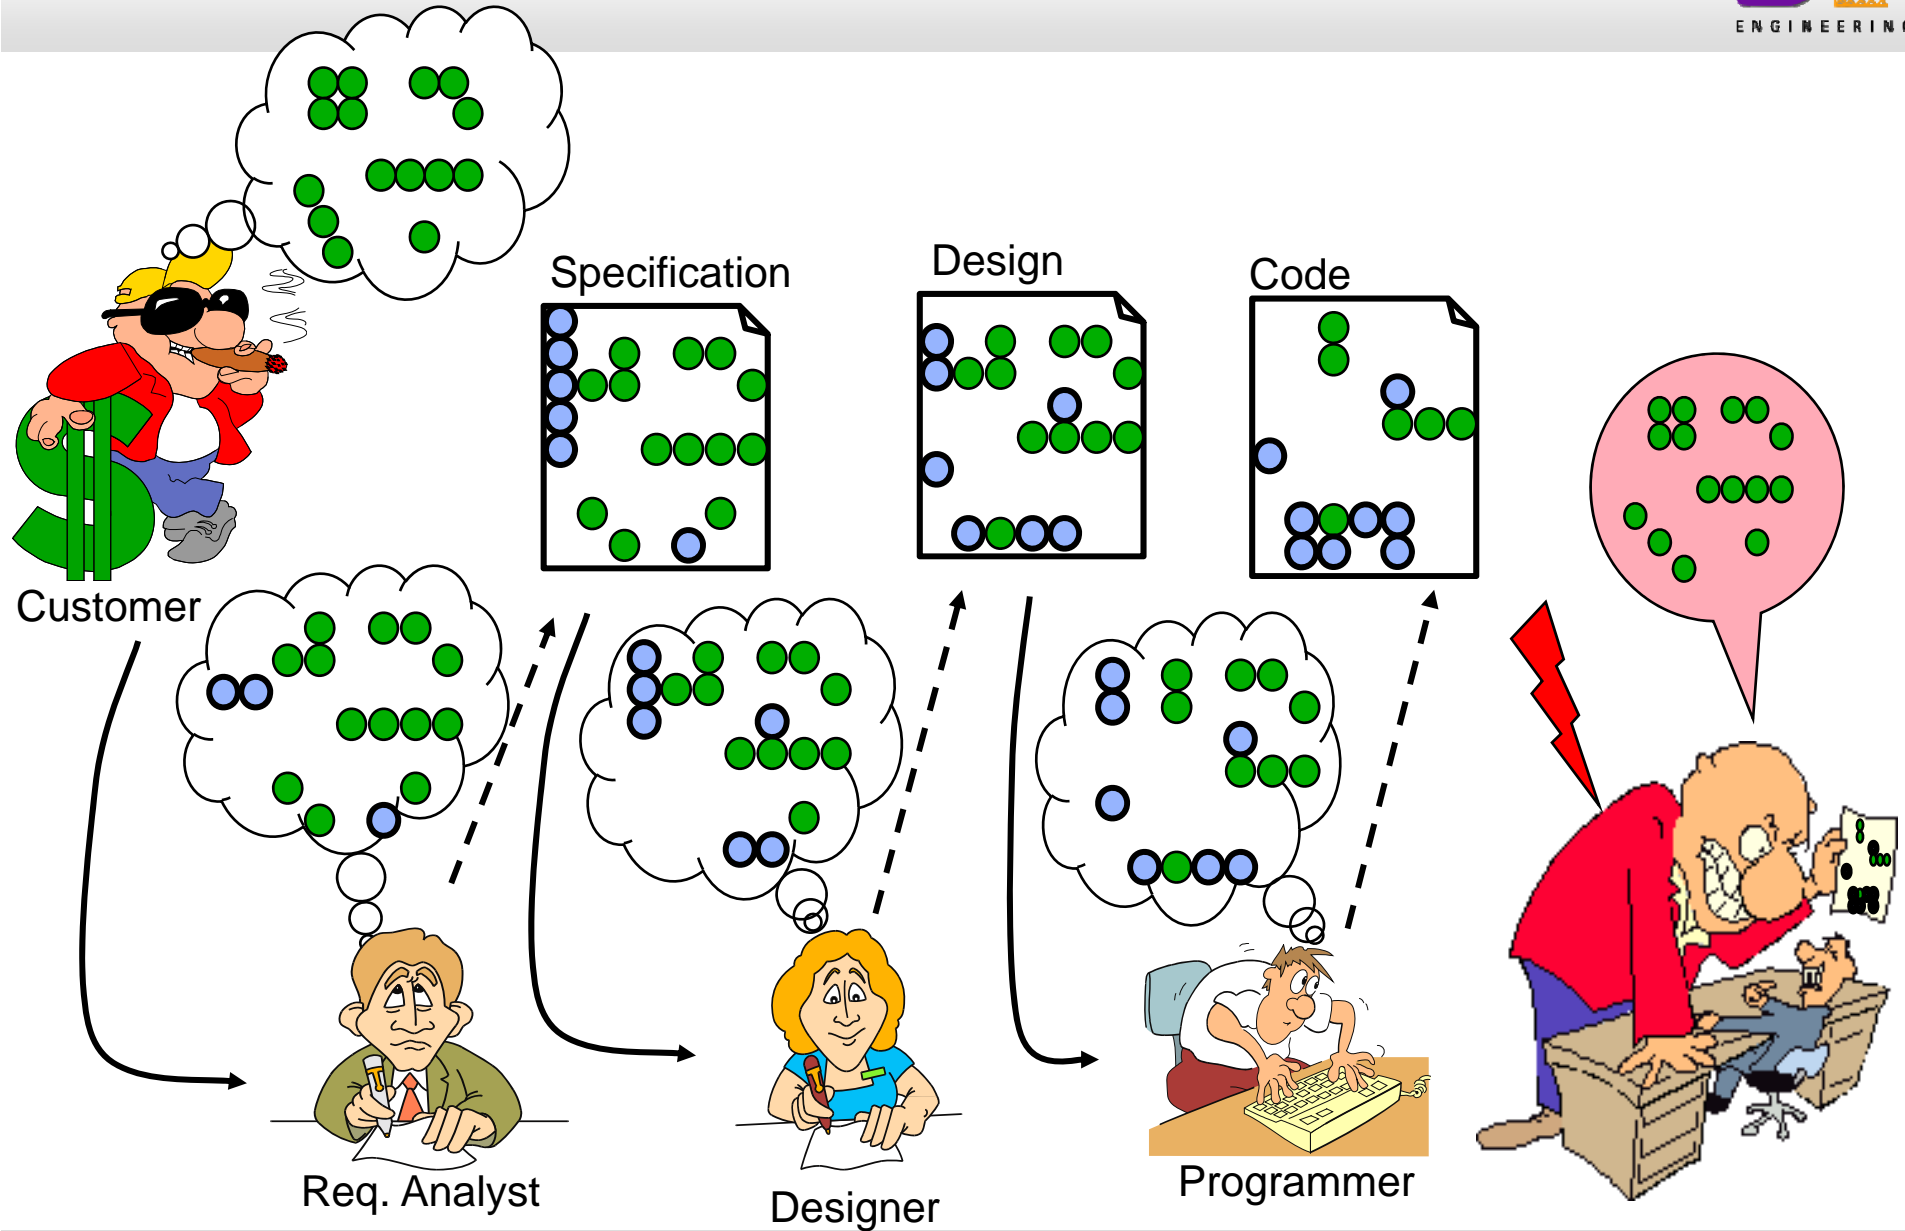 ENGINEERING
Specification
Design
Code
Customer
Req. Analyst
Designer
Programmer